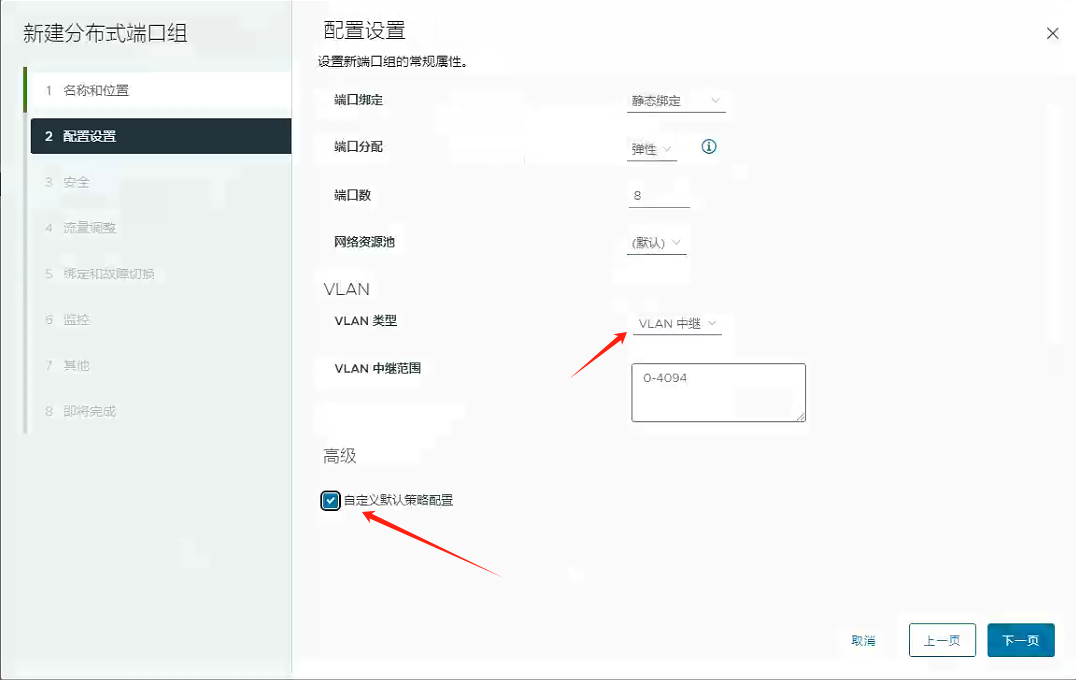 新建分布式端口组
1 名称和位置
2 配置设置
3 安全
4 流量调整
5 绑定和故障切换
6 监控
7 其他
8 即将完成
配置设置
设置新端口组的常规属性。
端口绑定 静态绑定
端口分配 弹性
端口数 8
网络资源池 (默认)
VLAN
VLAN 类型 VLAN 中继
VLAN 中继范围 0-4094
高级
自定义默认策略配置
取消 上一页 下一页